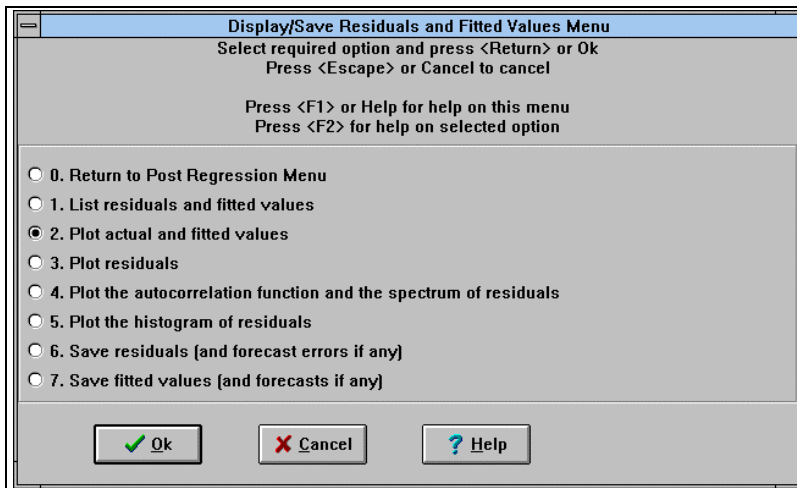 Display/Save Residuals and Fitted Values Menu
Select required option and press <Return> or Ok
Press <Escape> or Cancel to cancel
Press <F1> or Help for help on this menu
Press <F2> for help on selected option
0. Return to Post Regression Menu
1. List residuals and fitted values
2. Plot actual and fitted values
3. Plot residuals
4. Plot the autocorrelation function and the spectrum of residuals
5. Plot the histogram of residuals
6. Save residuals (and forecast errors if any)
7. Save fitted values (and forecasts if any)
Ok Cancel ? Help